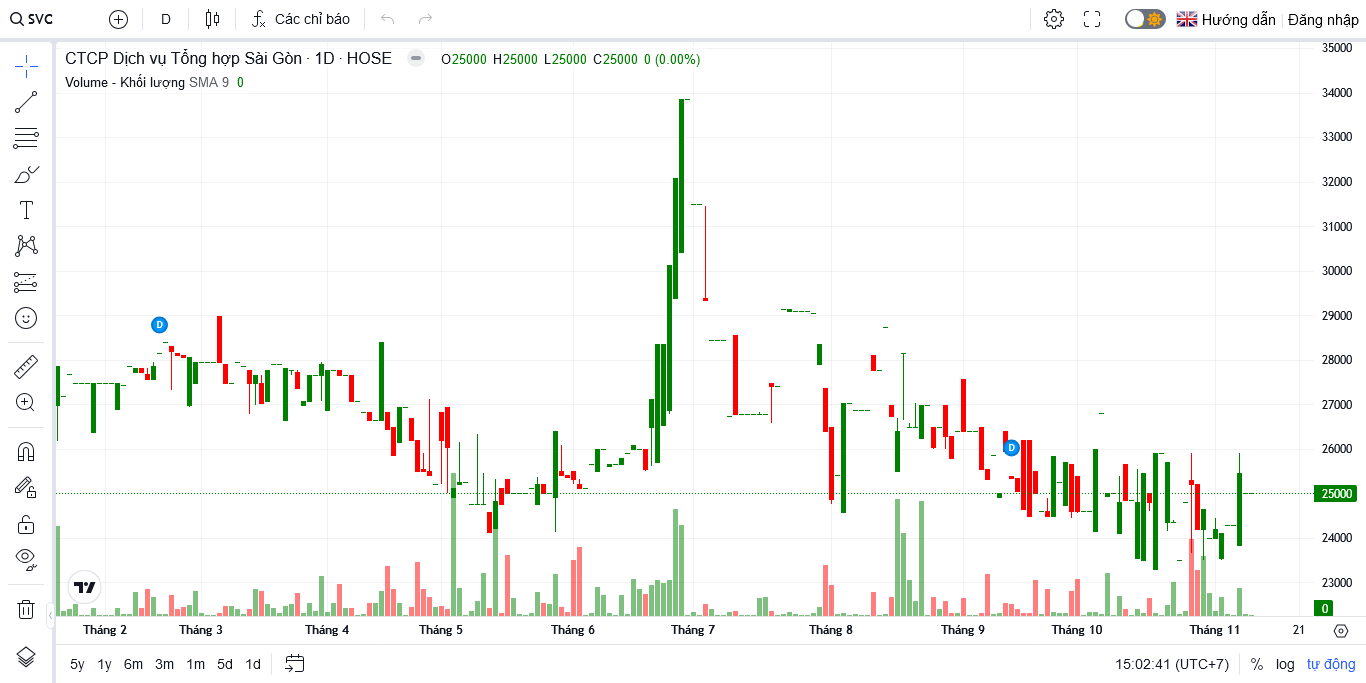 SVC D Các chỉ báo Hướng dẫn Đăng nhập
CTCP Dịch vụ Tổng hợp Sài Gòn · 1D · HOSE O25000 H25000 L25000 C25000 0 (0.00%)
Volume - Khối lượng SMA 9 0
35000
34000
33000
32000
31000
30000
29000
28000
27000
26000
25000
24000
23000
0
D
D
Tháng 2 Tháng 3 Tháng 4 Tháng 5 Tháng 6 Tháng 7 Tháng 8 Tháng 9 Tháng 10 Tháng 11 21
5y 1y 6m 3m 1m 5d 1d 15:02:41 (UTC+7) % log tự động